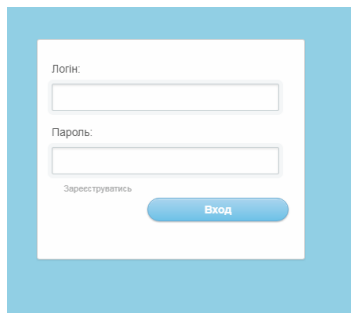 Логін:
Пароль:
Зареєструватись
Вход